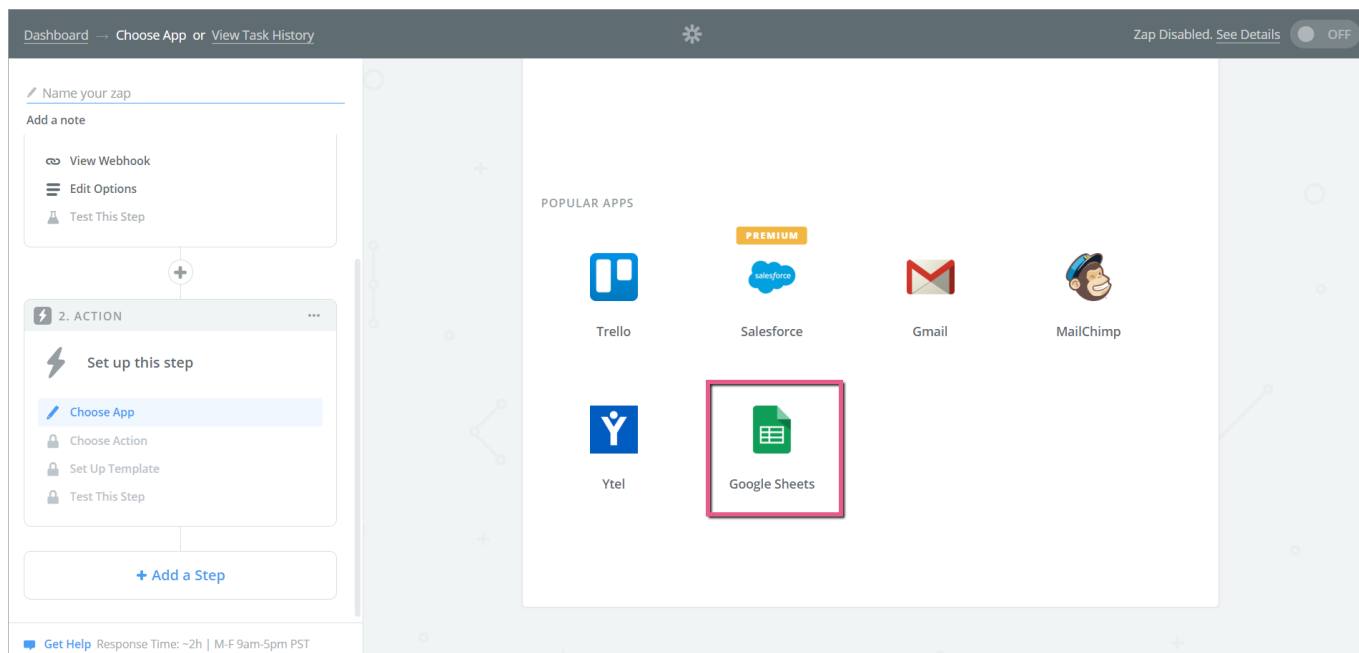 Dashboard → Choose App or View Task History
Zap Disabled. See Details OFF
Name your zap
Add a note
View Webhook
Edit Options
Test This Step
2. ACTION
Set up this step
Choose App
Choose Action
Set Up Template
Test This Step
+ Add a Step
Get Help Response Time: ~2h | M-F 9am-5pm PST
POPULAR APPS
PREMIUM
salesforce
Trello Salesforce Gmail MailChimp
Ytel Google Sheets